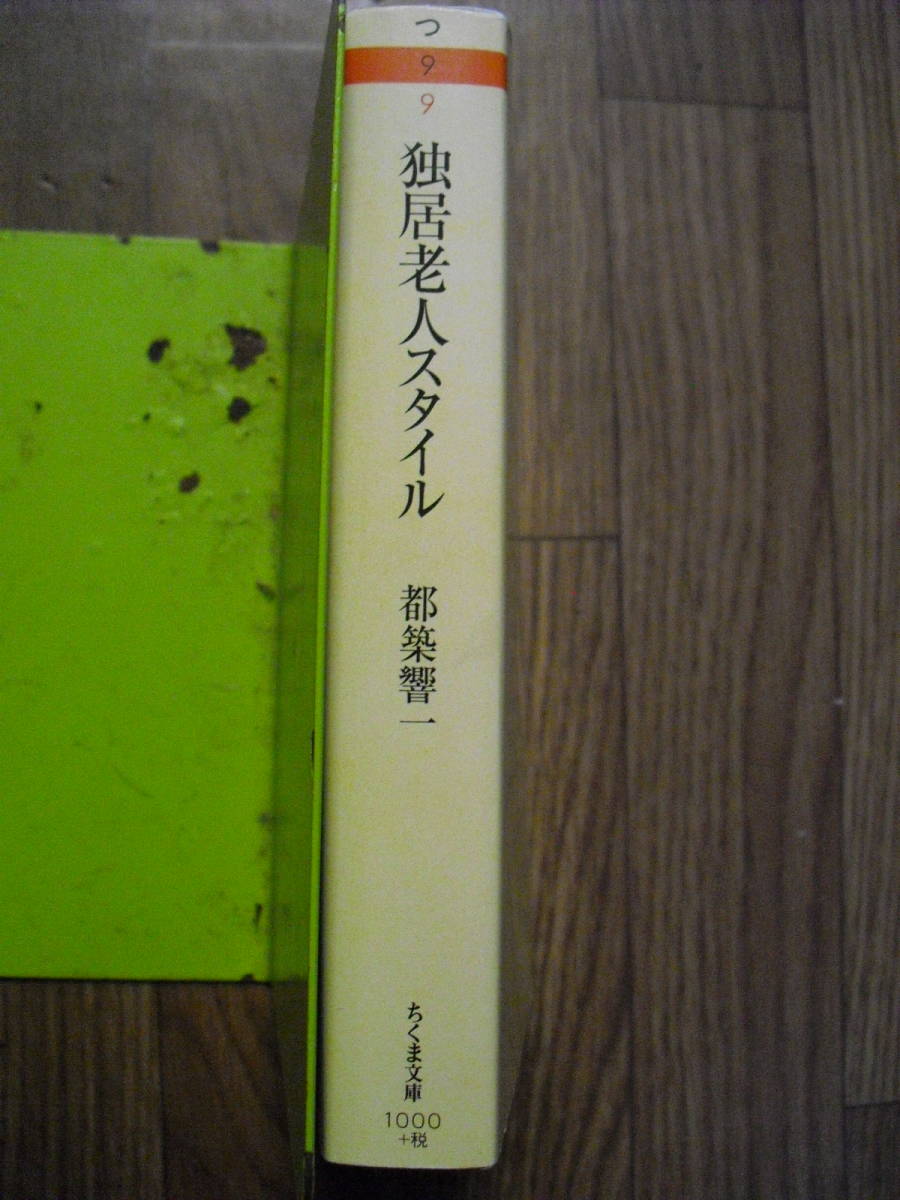 つ
9
9
独居老人スタイル
都築響一
ちくま文庫
1000
+税